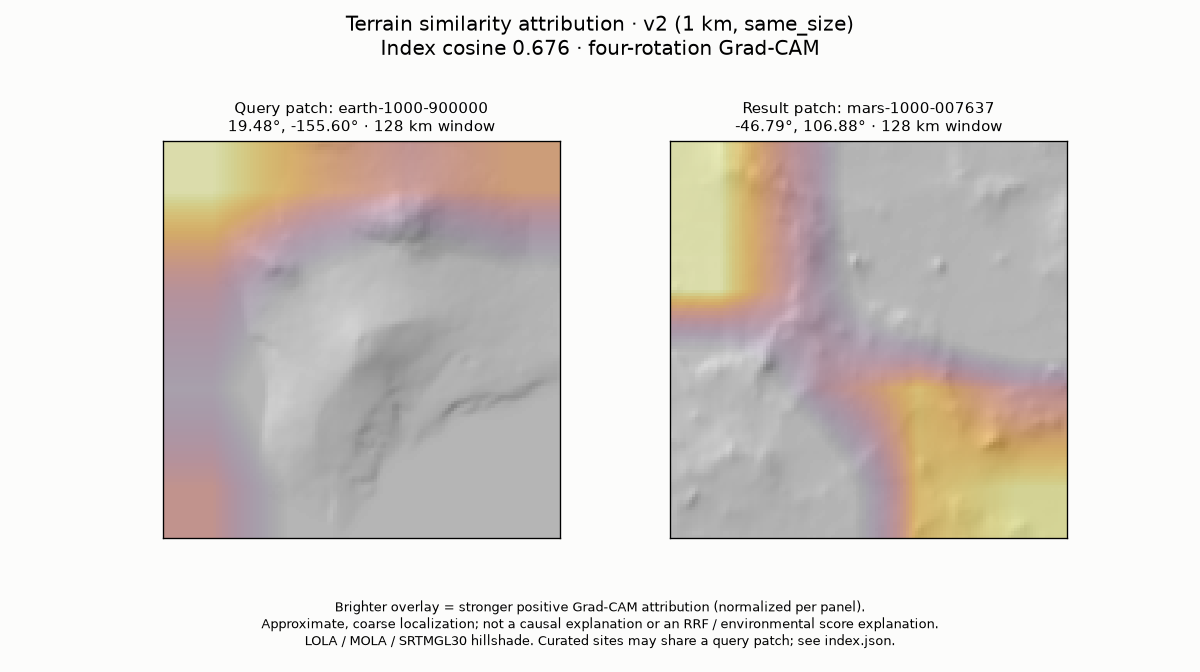 Terrain similarity attribution · v2 (1 km, same_size)
Index cosine 0.676 · four-rotation Grad-CAM
Query patch: earth-1000-900000
19.48°, -155.60° · 128 km window
Result patch: mars-1000-007637
-46.79°, 106.88° · 128 km window
Brighter overlay = stronger positive Grad-CAM attribution (normalized per panel).
Approximate, coarse localization; not a causal explanation or an RRF / environmental score explanation.
LOLA / MOLA / SRTMGL30 hillshade. Curated sites may share a query patch; see index.json.